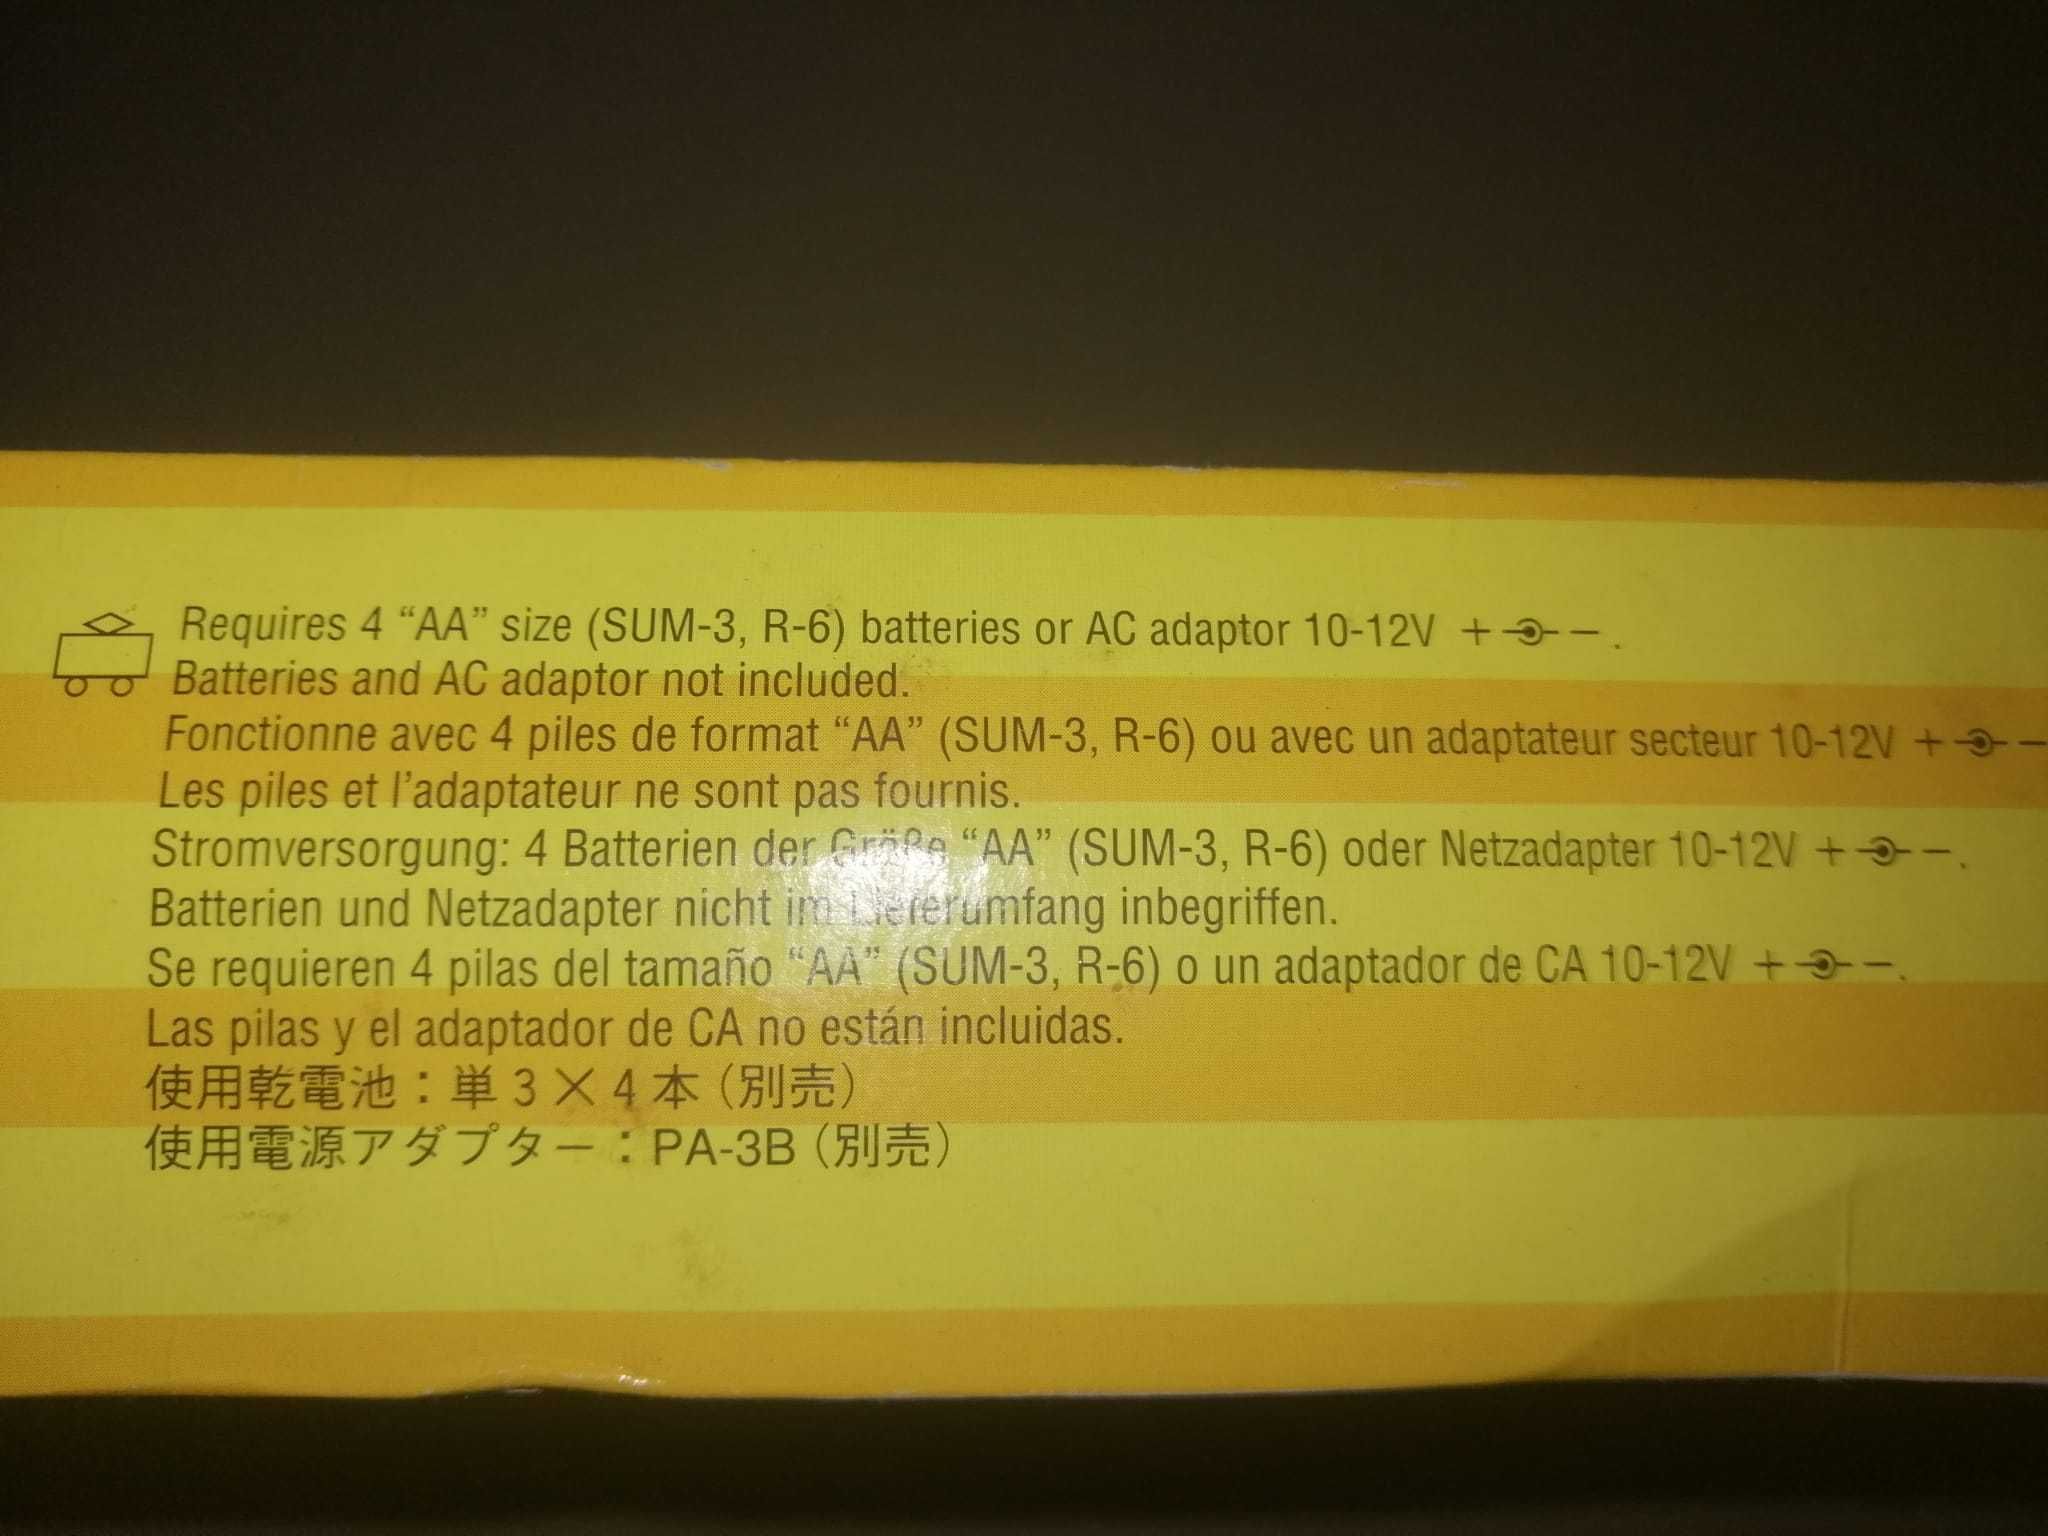 Requires 4 “AA” size (SUM-3, R-6) batteries or AC adaptor 10-12V + -.
Batteries and AC adaptor not included.
Fonctionne avec 4 piles de format “AA” (SUM-3, R-6) ou avec un adaptateur secteur 10-12V + -
Les piles et l’adaptateur ne sont pas fournis.
Stromversorgung: 4 Batterien der Größe “AA” (SUM-3, R-6) oder Netzadapter 10-12V + -.
Batterien und Netzadapter nicht im Lieferumfang inbegriffen.
Se requieren 4 pilas del tamaño “AA” (SUM-3, R-6) o un adaptador de CA 10-12V + -.
Las pilas y el adaptador de CA no están incluidas.
使用乾電池：単3×4本（別売）
使用電源アダプター：PA-3B（別売）